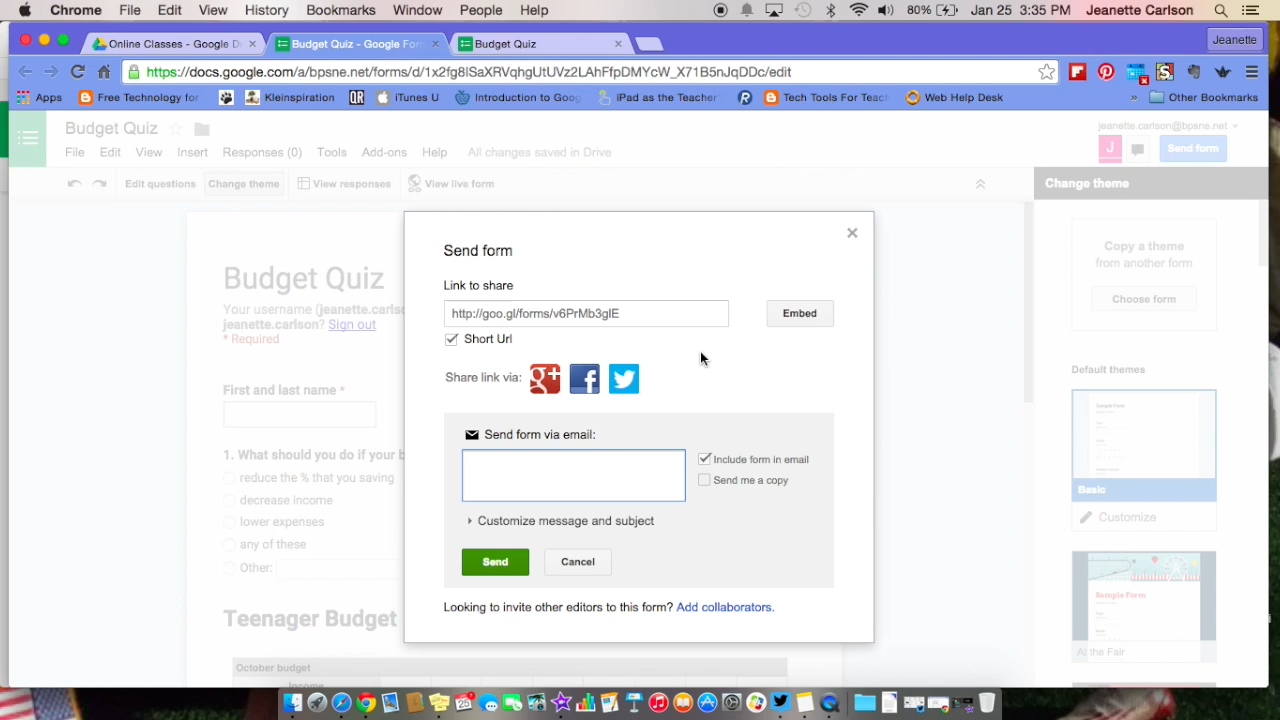 Chrome File Edit View History Bookmarks Window People Help 80% Jan 25 3:35 PM Jeanette Carlson
Online Classes - Google D Budget Quiz - Google Form Budget Quiz Jeanette
https://docs.google.com/a/bpsne.net/forms/d/1x2fg8lSaXRVqhgUtUVz2LAhFfpDMYcW_X71B5nJqDDc/edit
Apps Free Technology for Kleinspiration QR iTunes U Introduction to Goog iPad as the Teacher Tech Tools For Teac Web Help Desk » Other Bookmarks
Budget Quiz jeanette.carlson@bpsne.net
File Edit View Insert Responses (0) Tools Add-ons Help All changes saved in Drive J Send form
Edit questions Change theme View responses View live form Change theme
Send form
Link to share
http://goo.gl/forms/v6PrMb3glE Embed
Short Url
Share link via: g+ f
Send form via email:
Include form in email
Send me a copy
Customize message and subject
Send Cancel
Looking to invite other editors to this form? Add collaborators.
Budget Quiz
Your username (jeanette.carlso
jeanette.carlson? Sign out
* Required
First and last name *
1. What should you do if your b
reduce the % that you saving
decrease income
lower expenses
any of these
Other:
Teenager Budget
October budget
Income
Copy a theme
from another form
Choose form
Default themes
Sample Form
Basic
Customize
Sample Form
At the Fair